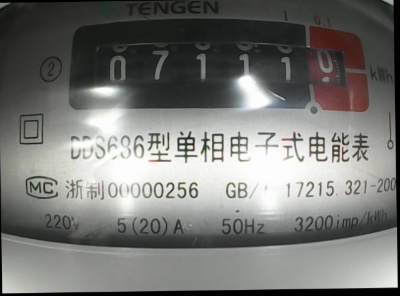 TENGEN
1 0.1
② 07111 kWh
DDS686型单相电子式电能表
MC 浙制00000256 GB/ 17215.321-200
220V 5(20)A 50Hz 3200imp/kWh